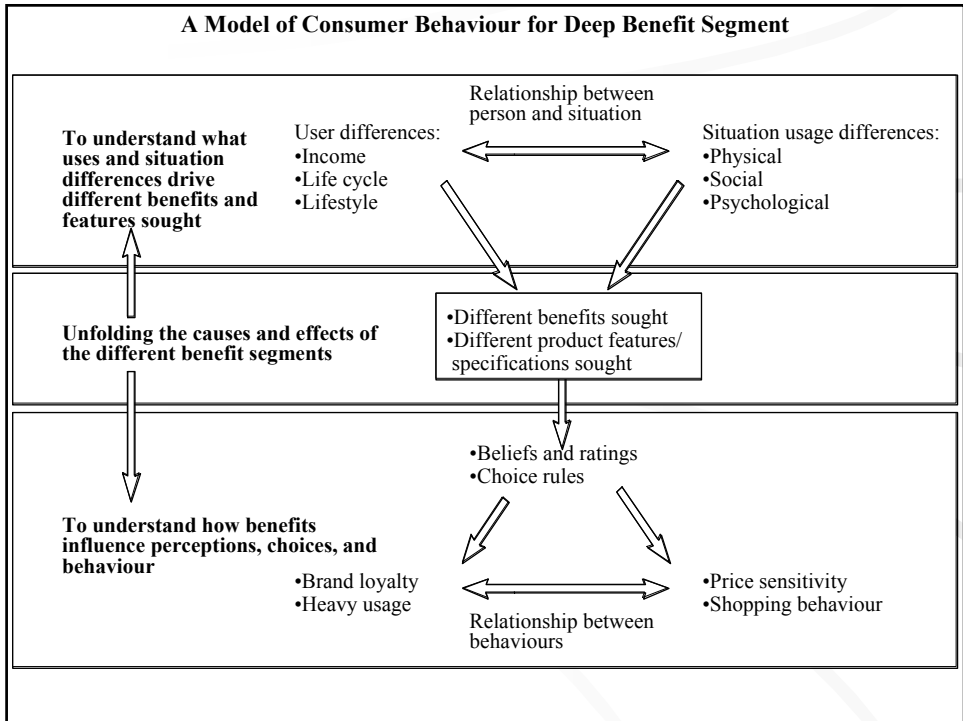 A Model of Consumer Behaviour for Deep Benefit Segment
To understand what
uses and situation
differences drive
different benefits and
features sought
User differences:
•Income
•Life cycle
•Lifestyle
Relationship between
person and situation
Situation usage differences:
•Physical
•Social
•Psychological
Unfolding the causes and effects of
the different benefit segments
•Different benefits sought
•Different product features/
specifications sought
To understand how benefits
influence perceptions, choices, and
behaviour
•Beliefs and ratings
•Choice rules
•Brand loyalty
•Heavy usage
Relationship between
behaviours
•Price sensitivity
•Shopping behaviour